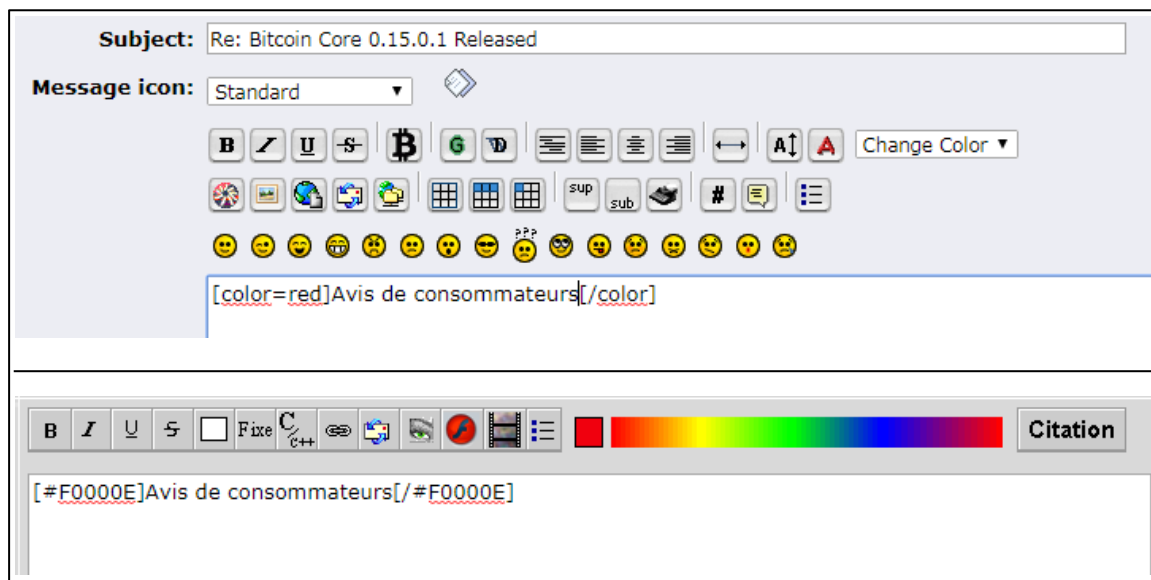 Subject: Re: Bitcoin Core 0.15.0.1 Released
Message icon: Standard
B I U S G A Change Color
sup sub #
???
[color=red]Avis de consommateurs[/color]
B I U S Fixe C/C++ Citation
[#F0000E]Avis de consommateurs[/#F0000E]